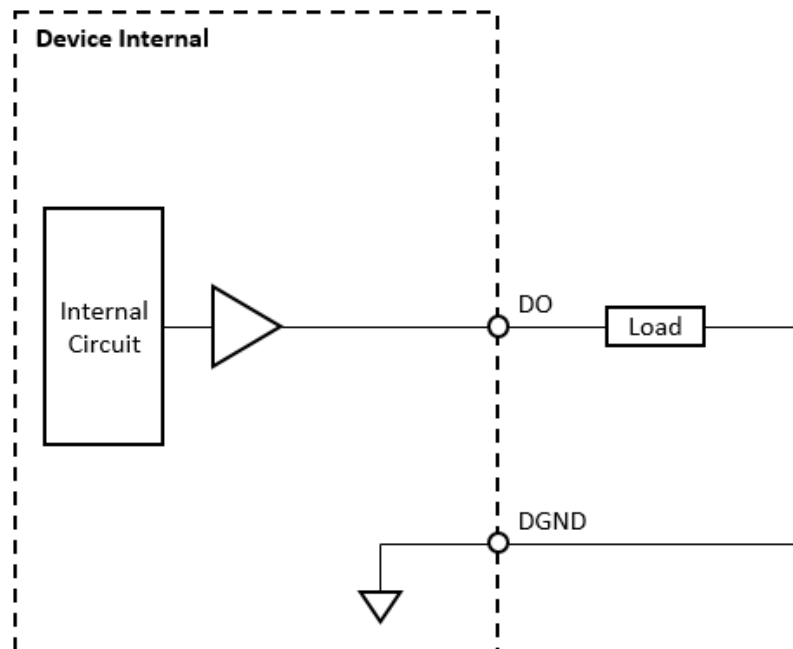 Device Internal
Internal
Circuit
DO
Load
DGND